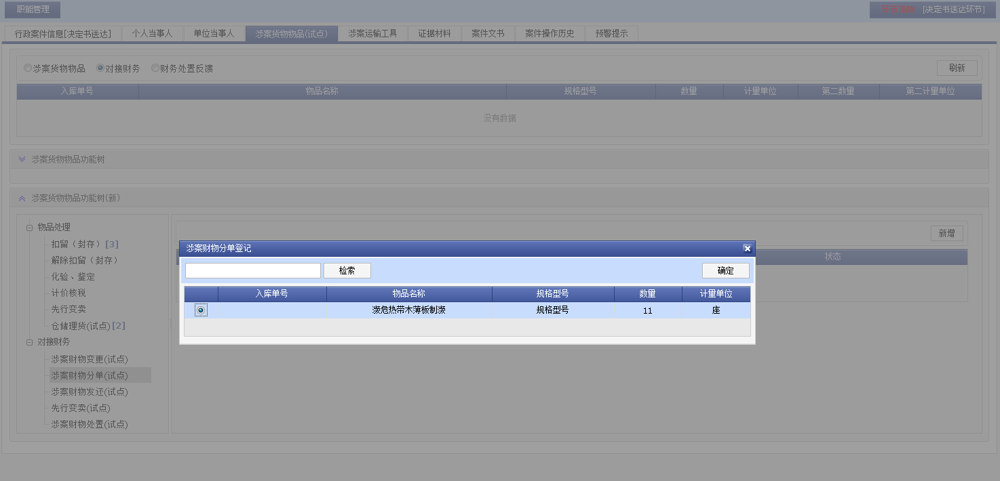 职能管理
[决定书送达环节]
行政案件信息[决定书送达] 个人当事人 单位当事人 涉案货物物品(试点) 涉案运输工具 证据材料 案件文书 案件操作历史 预警提示
涉案货物物品 对接财务 财务处置反馈 刷新
入库单号 物品名称 规格型号 数量 计量单位 第二数量 第二计量单位
没有数据
涉案货物物品功能树
涉案货物物品功能树(新)
物品处理
扣留（封存）[3]
解除扣留（封存）
化验、鉴定
计价核税
先行变卖
仓储理货(试点)[2]
对接财务
涉案财物变更(试点)
涉案财物分单(试点)
涉案财物发还(试点)
先行变卖(试点)
涉案财物处置(试点)
新增
状态
涉案财物分单登记
检索 确定
入库单号 物品名称 规格型号 数量 计量单位
濒危热带木薄板制濒 规格型号 11 座